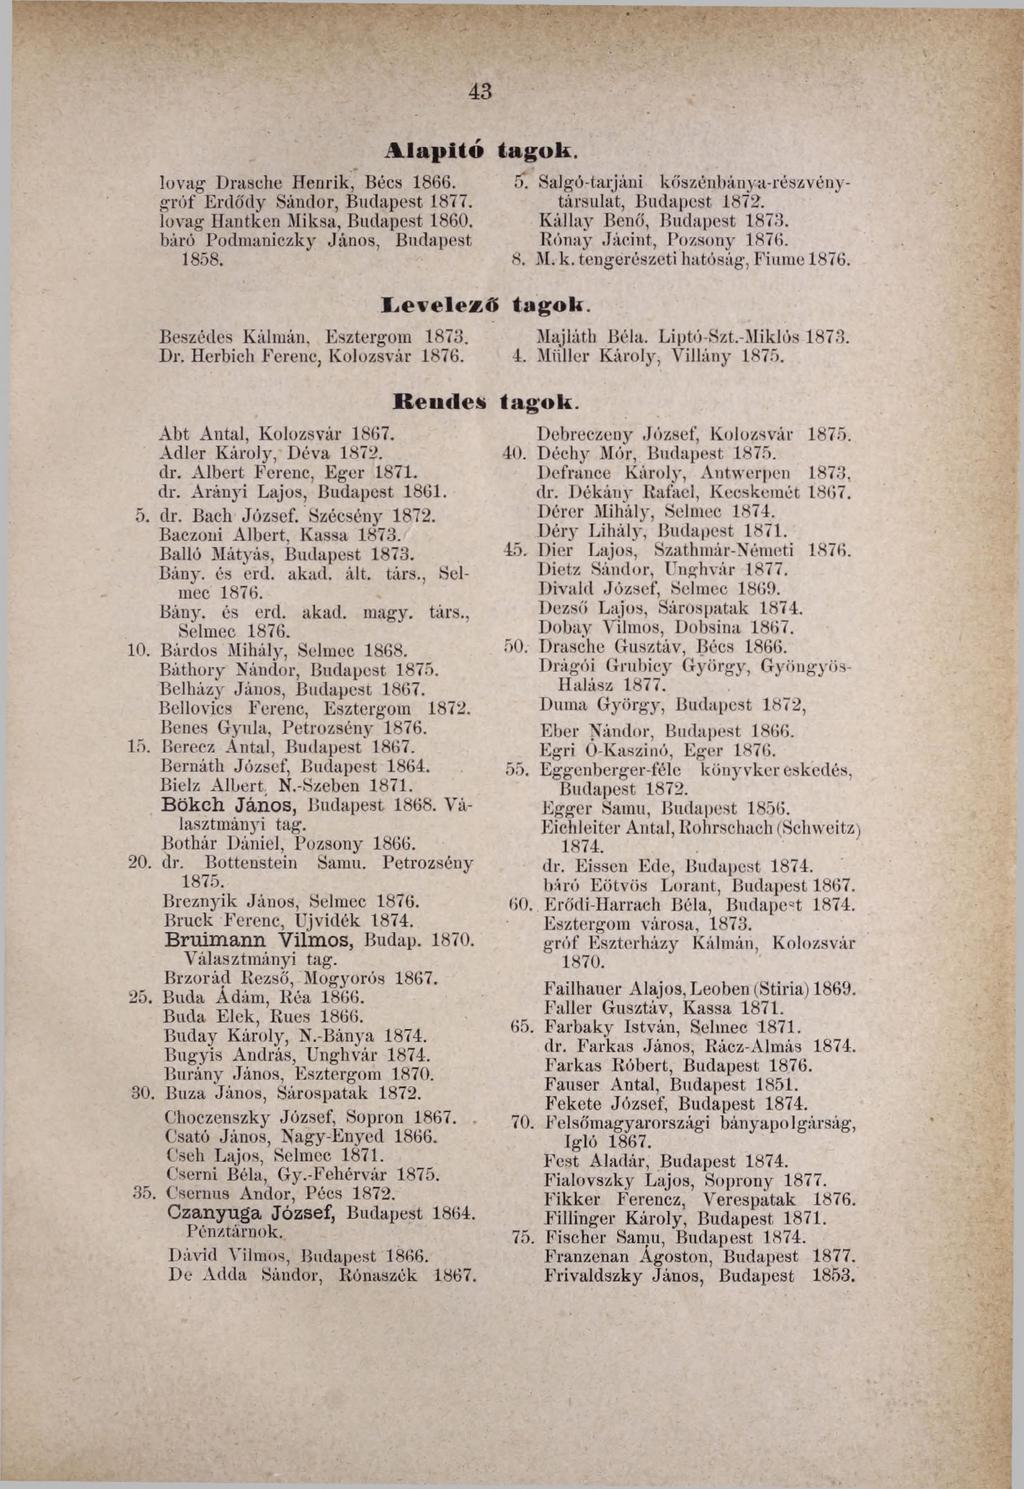 43
Alapitó tagok.
lovag Drasche Henrik, Bécs 1866.
gróf Erdődy Sándor, Budapest 1877.
lovag Hantken Miksa, Budapest 1860.
báró Podmaniczky János, Budapest
1858.
5. Salgó-tarjáni kőszénbánya-részvény-
társulat, Budapest 1872.
Kállay Benő, Budapest 1873.
Rónay Jácint, Pozsony 1876.
8. M. k. tengerészeti hatóság, Fiume 1876.
Levelező tagok.
Beszédes Kálmán, Esztergom 1873.
Dr. Herbich Ferenc, Kolozsvár 1876.
Majláth Béla. Liptó-Szt.-Miklós 1873.
4. Müller Károly, Villány 1875.
Rendes tagok.
Abt Antal, Kolozsvár 1867.
Adler Károly, Déva 1872.
dr. Albert Ferenc, Eger 1871.
dr. Arányi Lajos, Budapest 1861.
5. dr. Bach József. Szécsény 1872.
Baczoni Albert, Kassa 1873.
Balló Mátyás, Budapest 1873.
Bány. és erd. akad. ált. társ., Sel-
mec 1876.
Bány. és erd. akad. magy. társ.,
Selmec 1876.
10. Bárdos Mihály, Selmec 1868.
Báthory Nándor, Budapest 1875.
Belházy János, Budapest 1867.
Bellovics Ferenc, Esztergom 1872.
Benes Gyula, Petrozsény 1876.
15. Berecz Antal, Budapest 1867.
Bernáth József, Budapest 1864.
Bielz Albert, N.-Szeben 1871.
Bökch János, Budapest 1868. Vá-
lasztmányi tag.
Bothár Dániel, Pozsony 1866.
20. dr. Bottenstein Samu. Petrozsény
1875.
Breznyik János, Selmec 1876.
Bruck Ferenc, Ujvidék 1874.
Bruimann Vilmos, Budap. 1870.
Választmányi tag.
Brzorád Rezső, Mogyorós 1867.
25. Buda Ádám, Réa 1866.
Buda Elek, Rues 1866.
Buday Károly, N.-Bánya 1874.
Bugyis András, Unghvár 1874.
Burány János, Esztergom 1870.
30. Buza János, Sárospatak 1872.
Choczenszky József, Sopron 1867.
Csató János, Nagy-Enyed 1866.
Cseh Lajos, Selmec 1871.
Cserni Béla, Gy.-Fehérvár 1875.
35. Csernus Andor, Pécs 1872.
Czanyuga József, Budapest 1864.
Pénztárnok.
Dávid Vilmos, Budapest 1866.
De Adda Sándor, Rónaszék 1867.
Debreczeny József, Kolozsvár 1875.
40. Déchy Mór, Budapest 1875.
Defrance Károly, Antwerpen 1873,
dr. Dékány Rafael, Kecskemét 1867.
Dérer Mihály, Selmec 1874.
Déry Lihály, Budapest 1871.
45. Dier Lajos, Szathmár-Németi 1876.
Dietz Sándor, Unghvár 1877.
Divald József, Selmec 1869.
Dezső Lajos, Sárospatak 1874.
Dobay Vilmos, Dobsina 1867.
50. Drasche Gusztáv, Bécs 1866.
Drágói Grubicy György, Gyöngyös-
Halász 1877.
Duma György, Budapest 1872,
Eber Nándor, Budapest 1866.
Egri Ó-Kaszinó, Eger 1876.
55. Eggenberger-féle könyvkereskedés,
Budapest 1872.
Egger Samu, Budapest 1856.
Eichleiter Antal, Rohrschach (Schweitz)
1874.
dr. Eissen Ede, Budapest 1874.
báró Eötvös Lorant, Budapest 1867.
60. Erődi-Harrach Béla, Budapest 1874.
Esztergom városa, 1873.
gróf Eszterházy Kálmán, Kolozsvár
1870.
Failhauer Alajos, Leoben (Stiria) 1869.
Faller Gusztáv, Kassa 1871.
65. Farbaky István, Selmec 1871.
dr. Farkas János, Rácz-Almás 1874.
Farkas Róbert, Budapest 1876.
Fauser Antal, Budapest 1851.
Fekete József, Budapest 1874.
70. Felsőmagyarországi bányapolgárság,
Igló 1867.
Fest Aladár, Budapest 1874.
Fialovszky Lajos, Soprony 1877.
Fikker Ferencz, Verespatak 1876.
Fillinger Károly, Budapest 1871.
75. Fischer Samu, Budapest 1874.
Franzenan Ágoston, Budapest 1877.
Frivaldszky János, Budapest 1853.